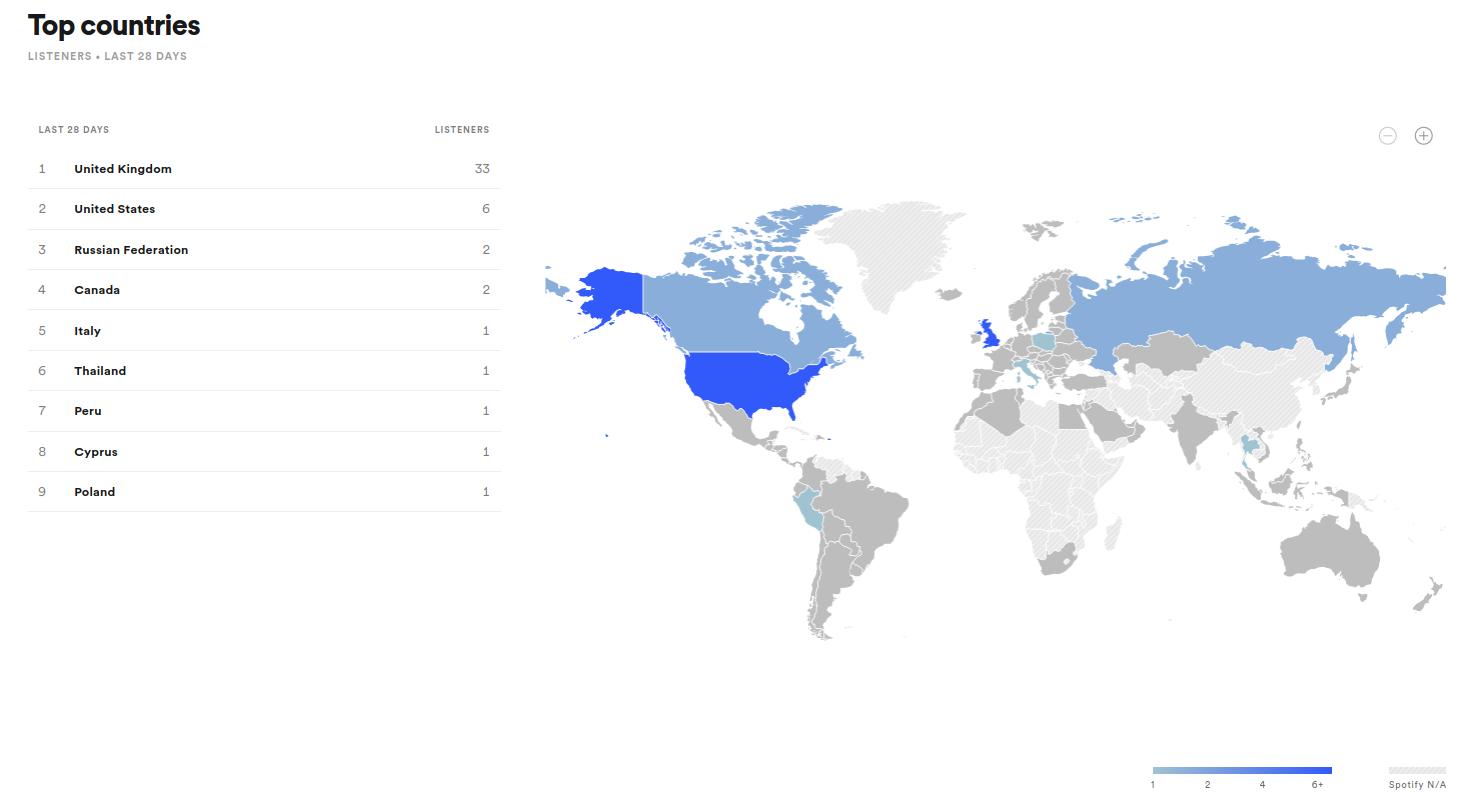 Top countries
LISTENERS • LAST 28 DAYS
LAST 28 DAYS LISTENERS
1 United Kingdom 33
2 United States 6
3 Russian Federation 2
4 Canada 2
5 Italy 1
6 Thailand 1
7 Peru 1
8 Cyprus 1
9 Poland 1
1 2 4 6+ Spotify N/A